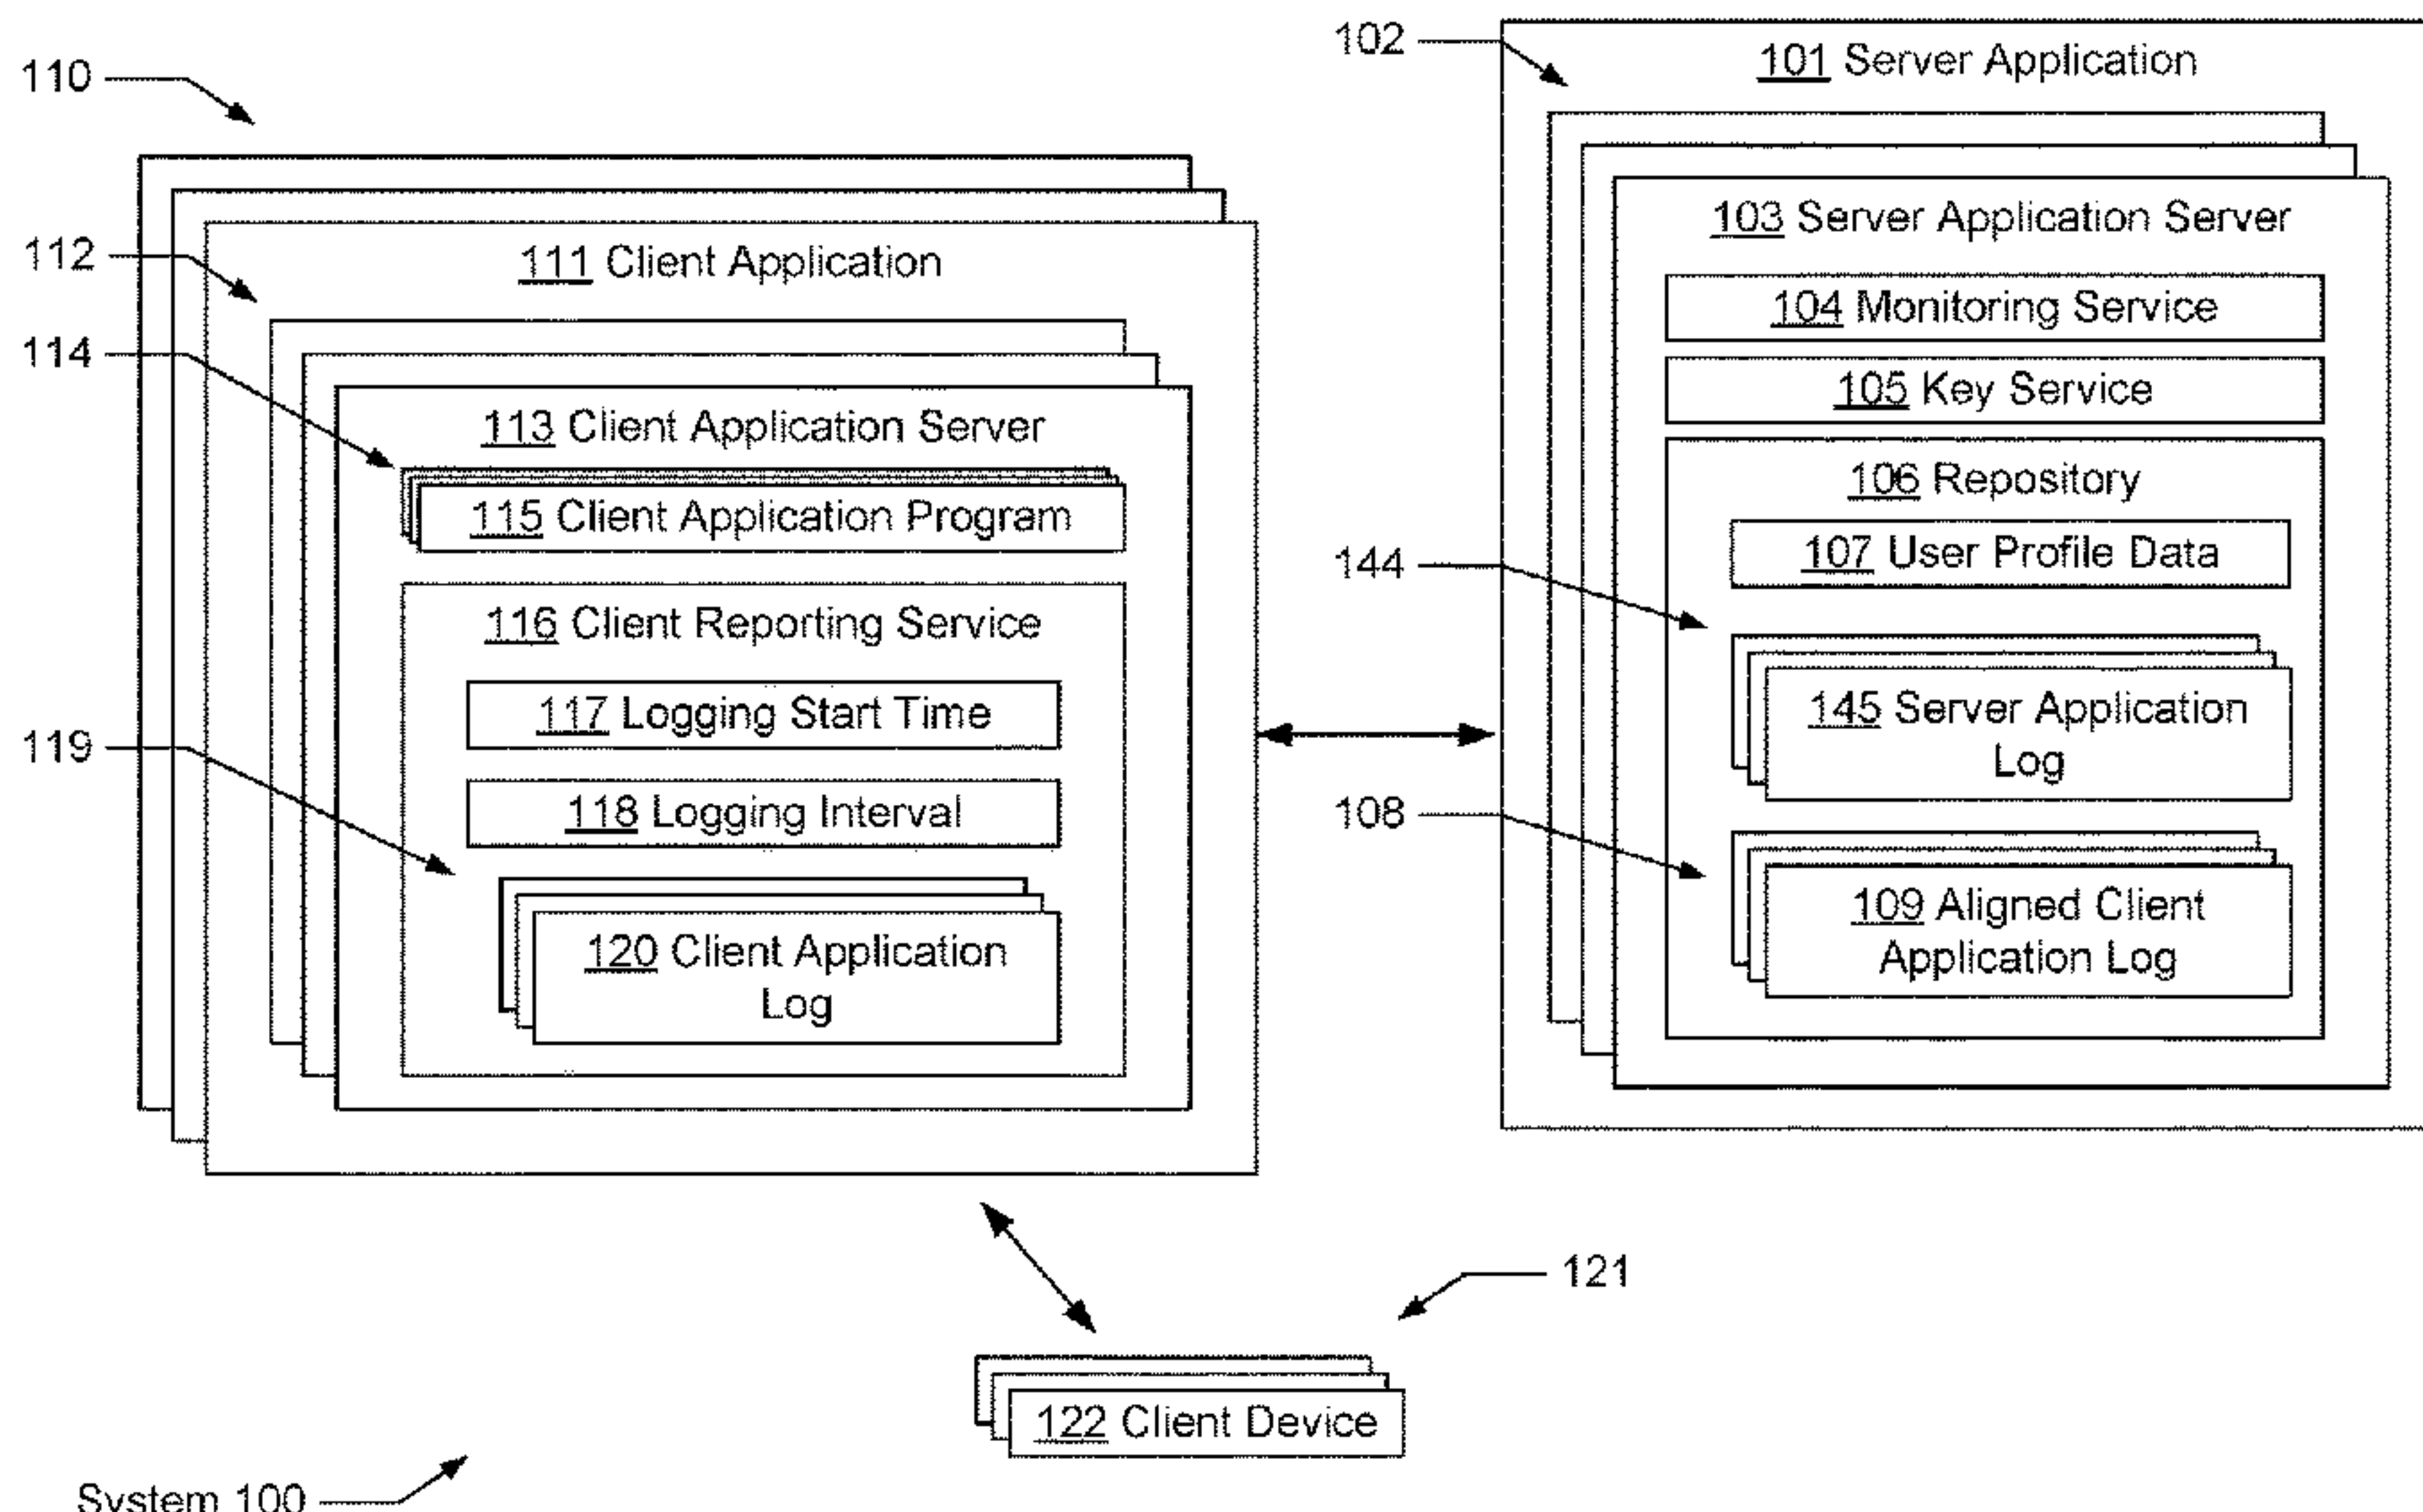 110
111 Client Application
112
114
113 Client Application Server
115 Client Application Program
116 Client Reporting Service
117 Logging Start Time
119
118 Logging Interval
120 Client Application
Log
102
101 Server Application
103 Server Application Server
104 Monitoring Service
105 Key Service
106 Repository
107 User Profile Data
144
145 Server Application
Log
108
109 Aligned Client
Application Log
121
122 Client Device
System 100